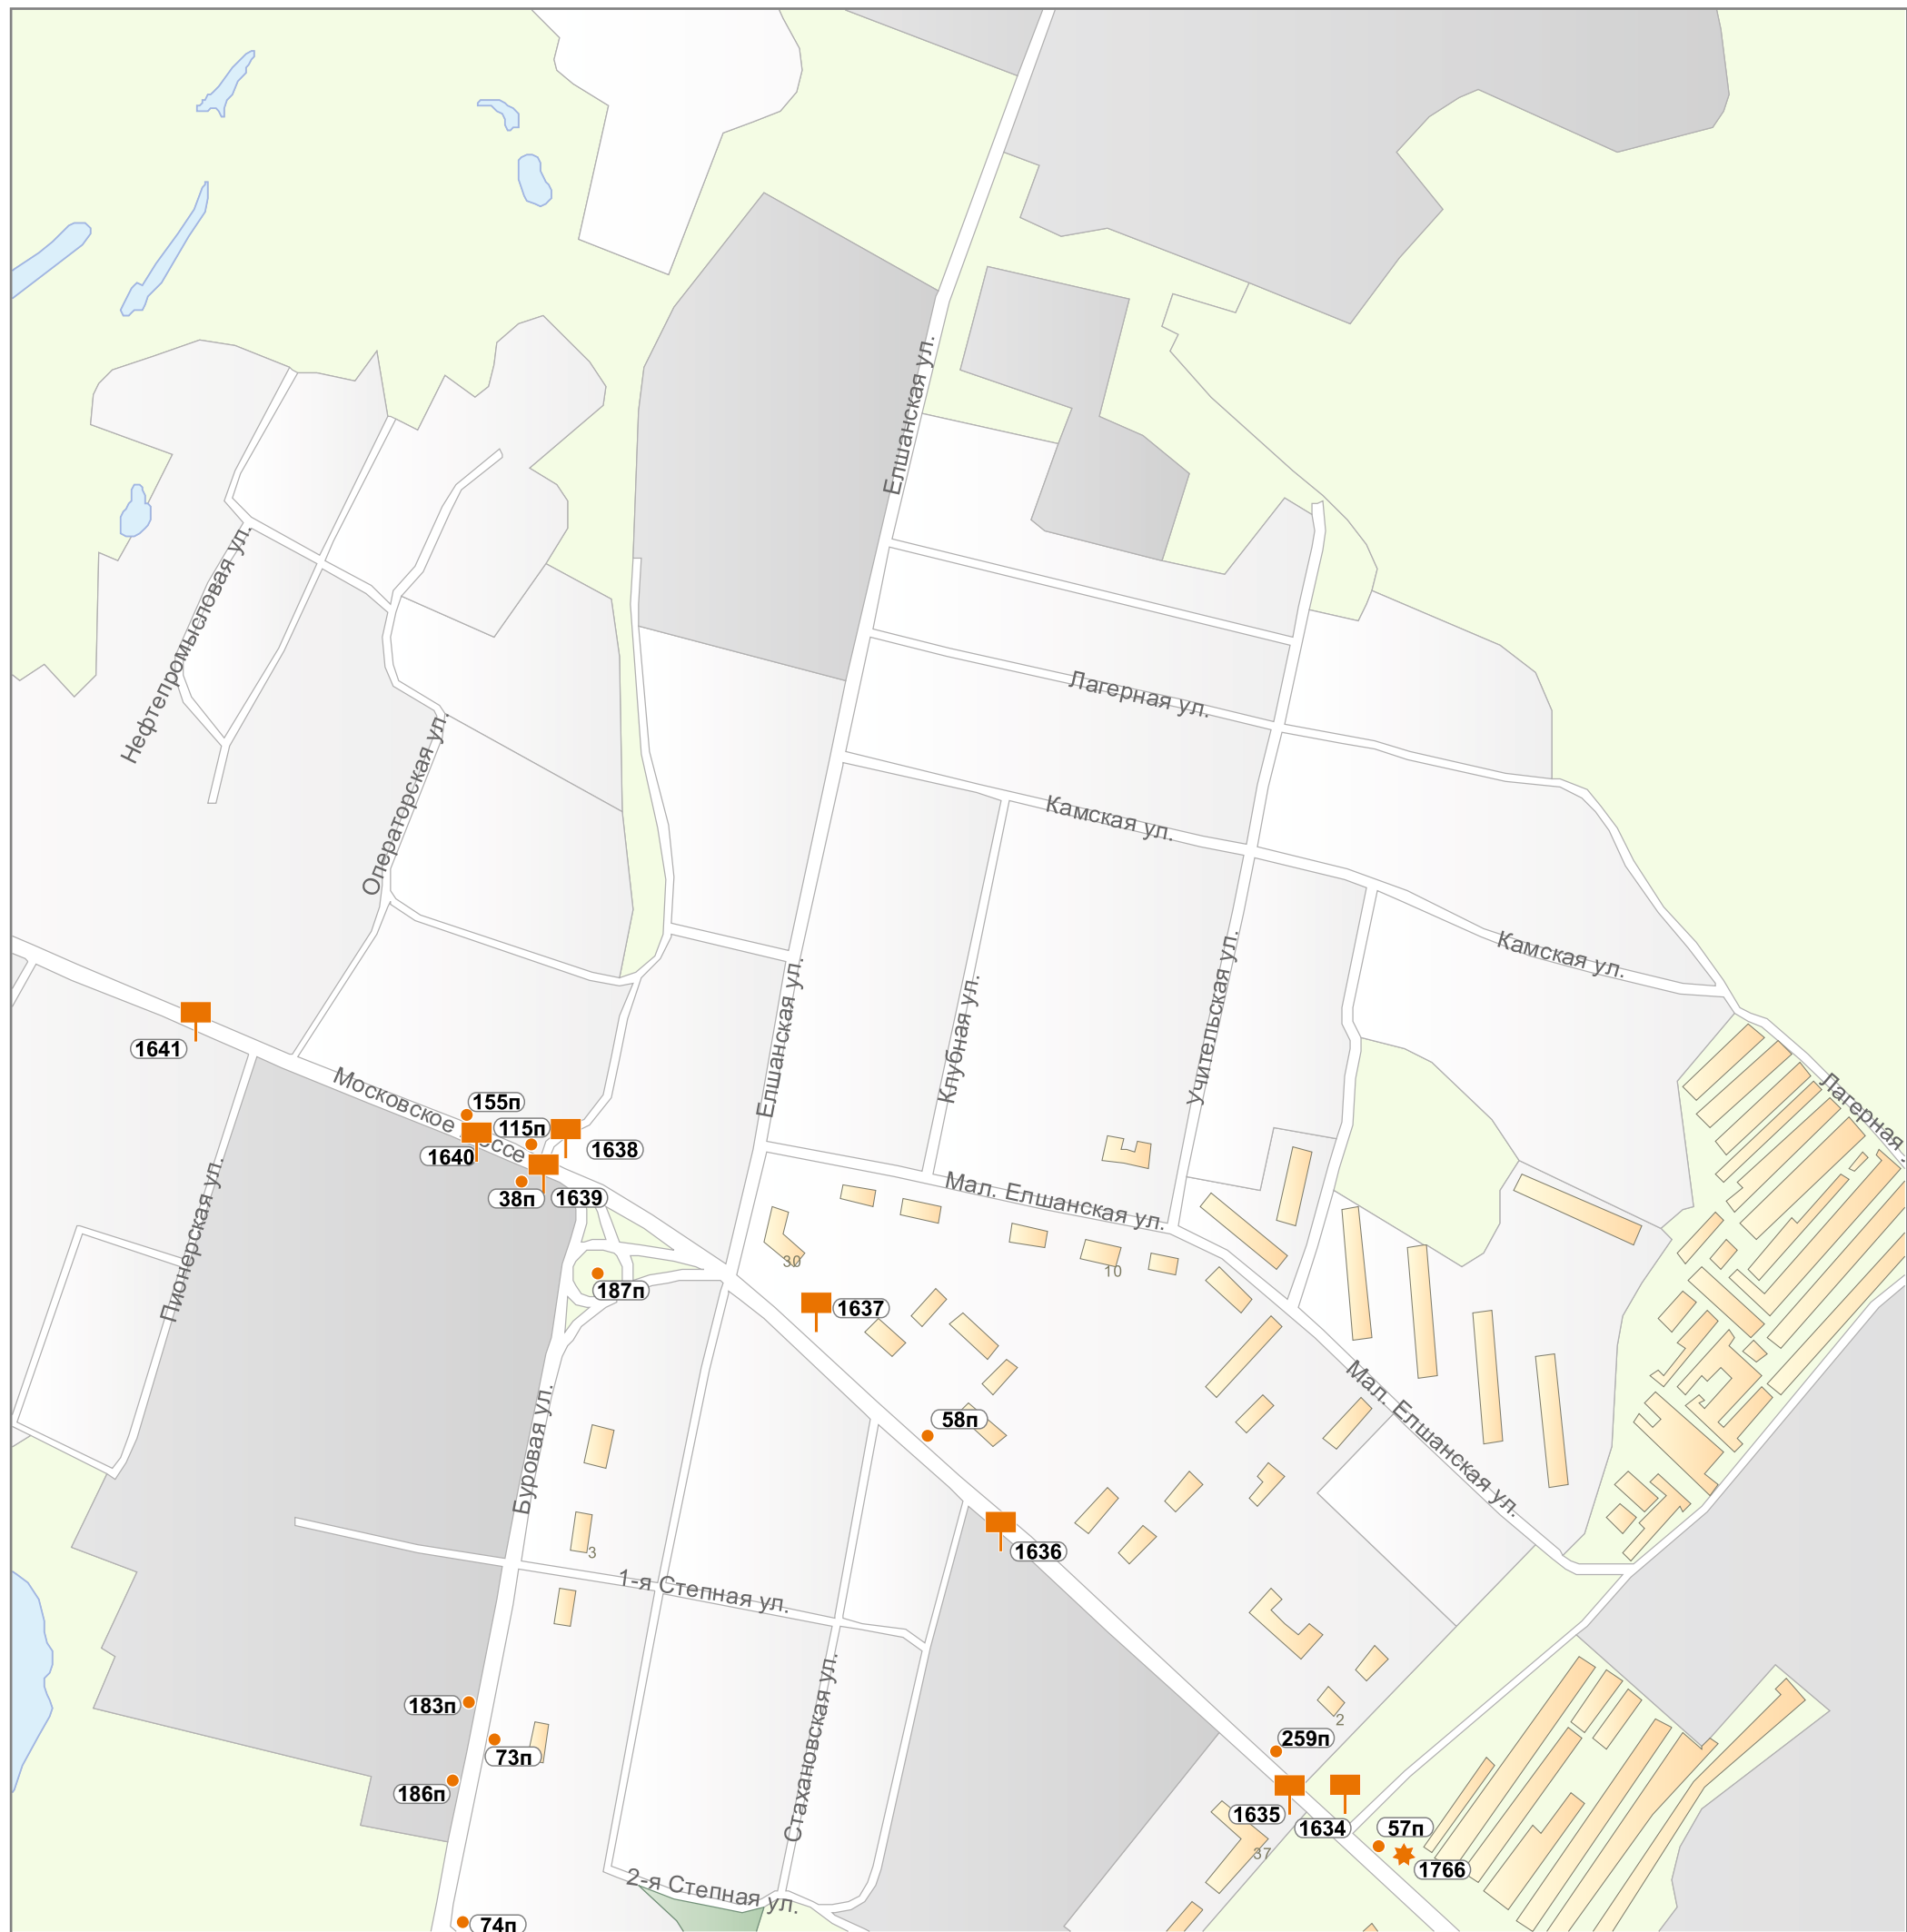 Елшанская ул.
Нефтепромысловая ул.
Лагерная ул.
Операторская ул.
Камская ул.
Камская ул.
Елшанская ул.
Клубная ул.
Учительская ул.
1641
Московское
ссе
155п
115п
1640
1638
38п
1639
Лагерная
Пионерская ул.
Мал. Елшанская ул.
30
10
187п
1637
Буровая ул.
58п
Мал. Елшанская ул.
1636
3
1-я Степная ул.
Стахановская ул.
183п
73п
186п
2
259п
1635
1634
57п
37
1766
2-я Степная ул.
74п